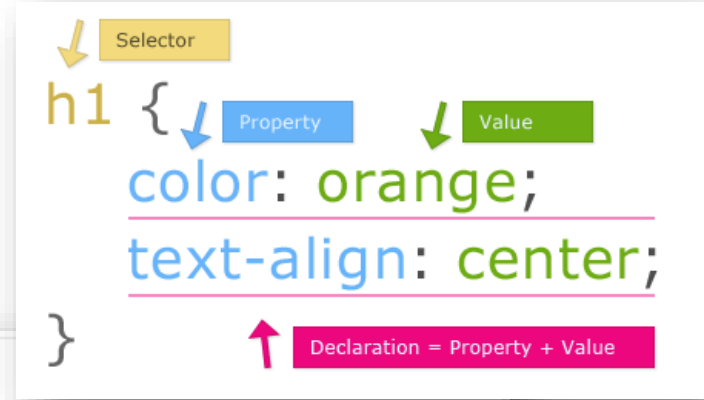 Selector
h1 {
Property
Value
color: orange;
text-align: center;
}
Declaration = Property + Value